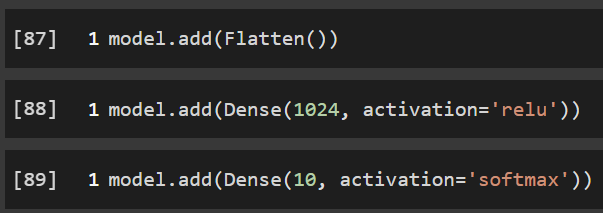 [87] 1 model.add(Flatten())
[88] 1 model.add(Dense(1024, activation='relu'))
[89] 1 model.add(Dense(10, activation='softmax'))